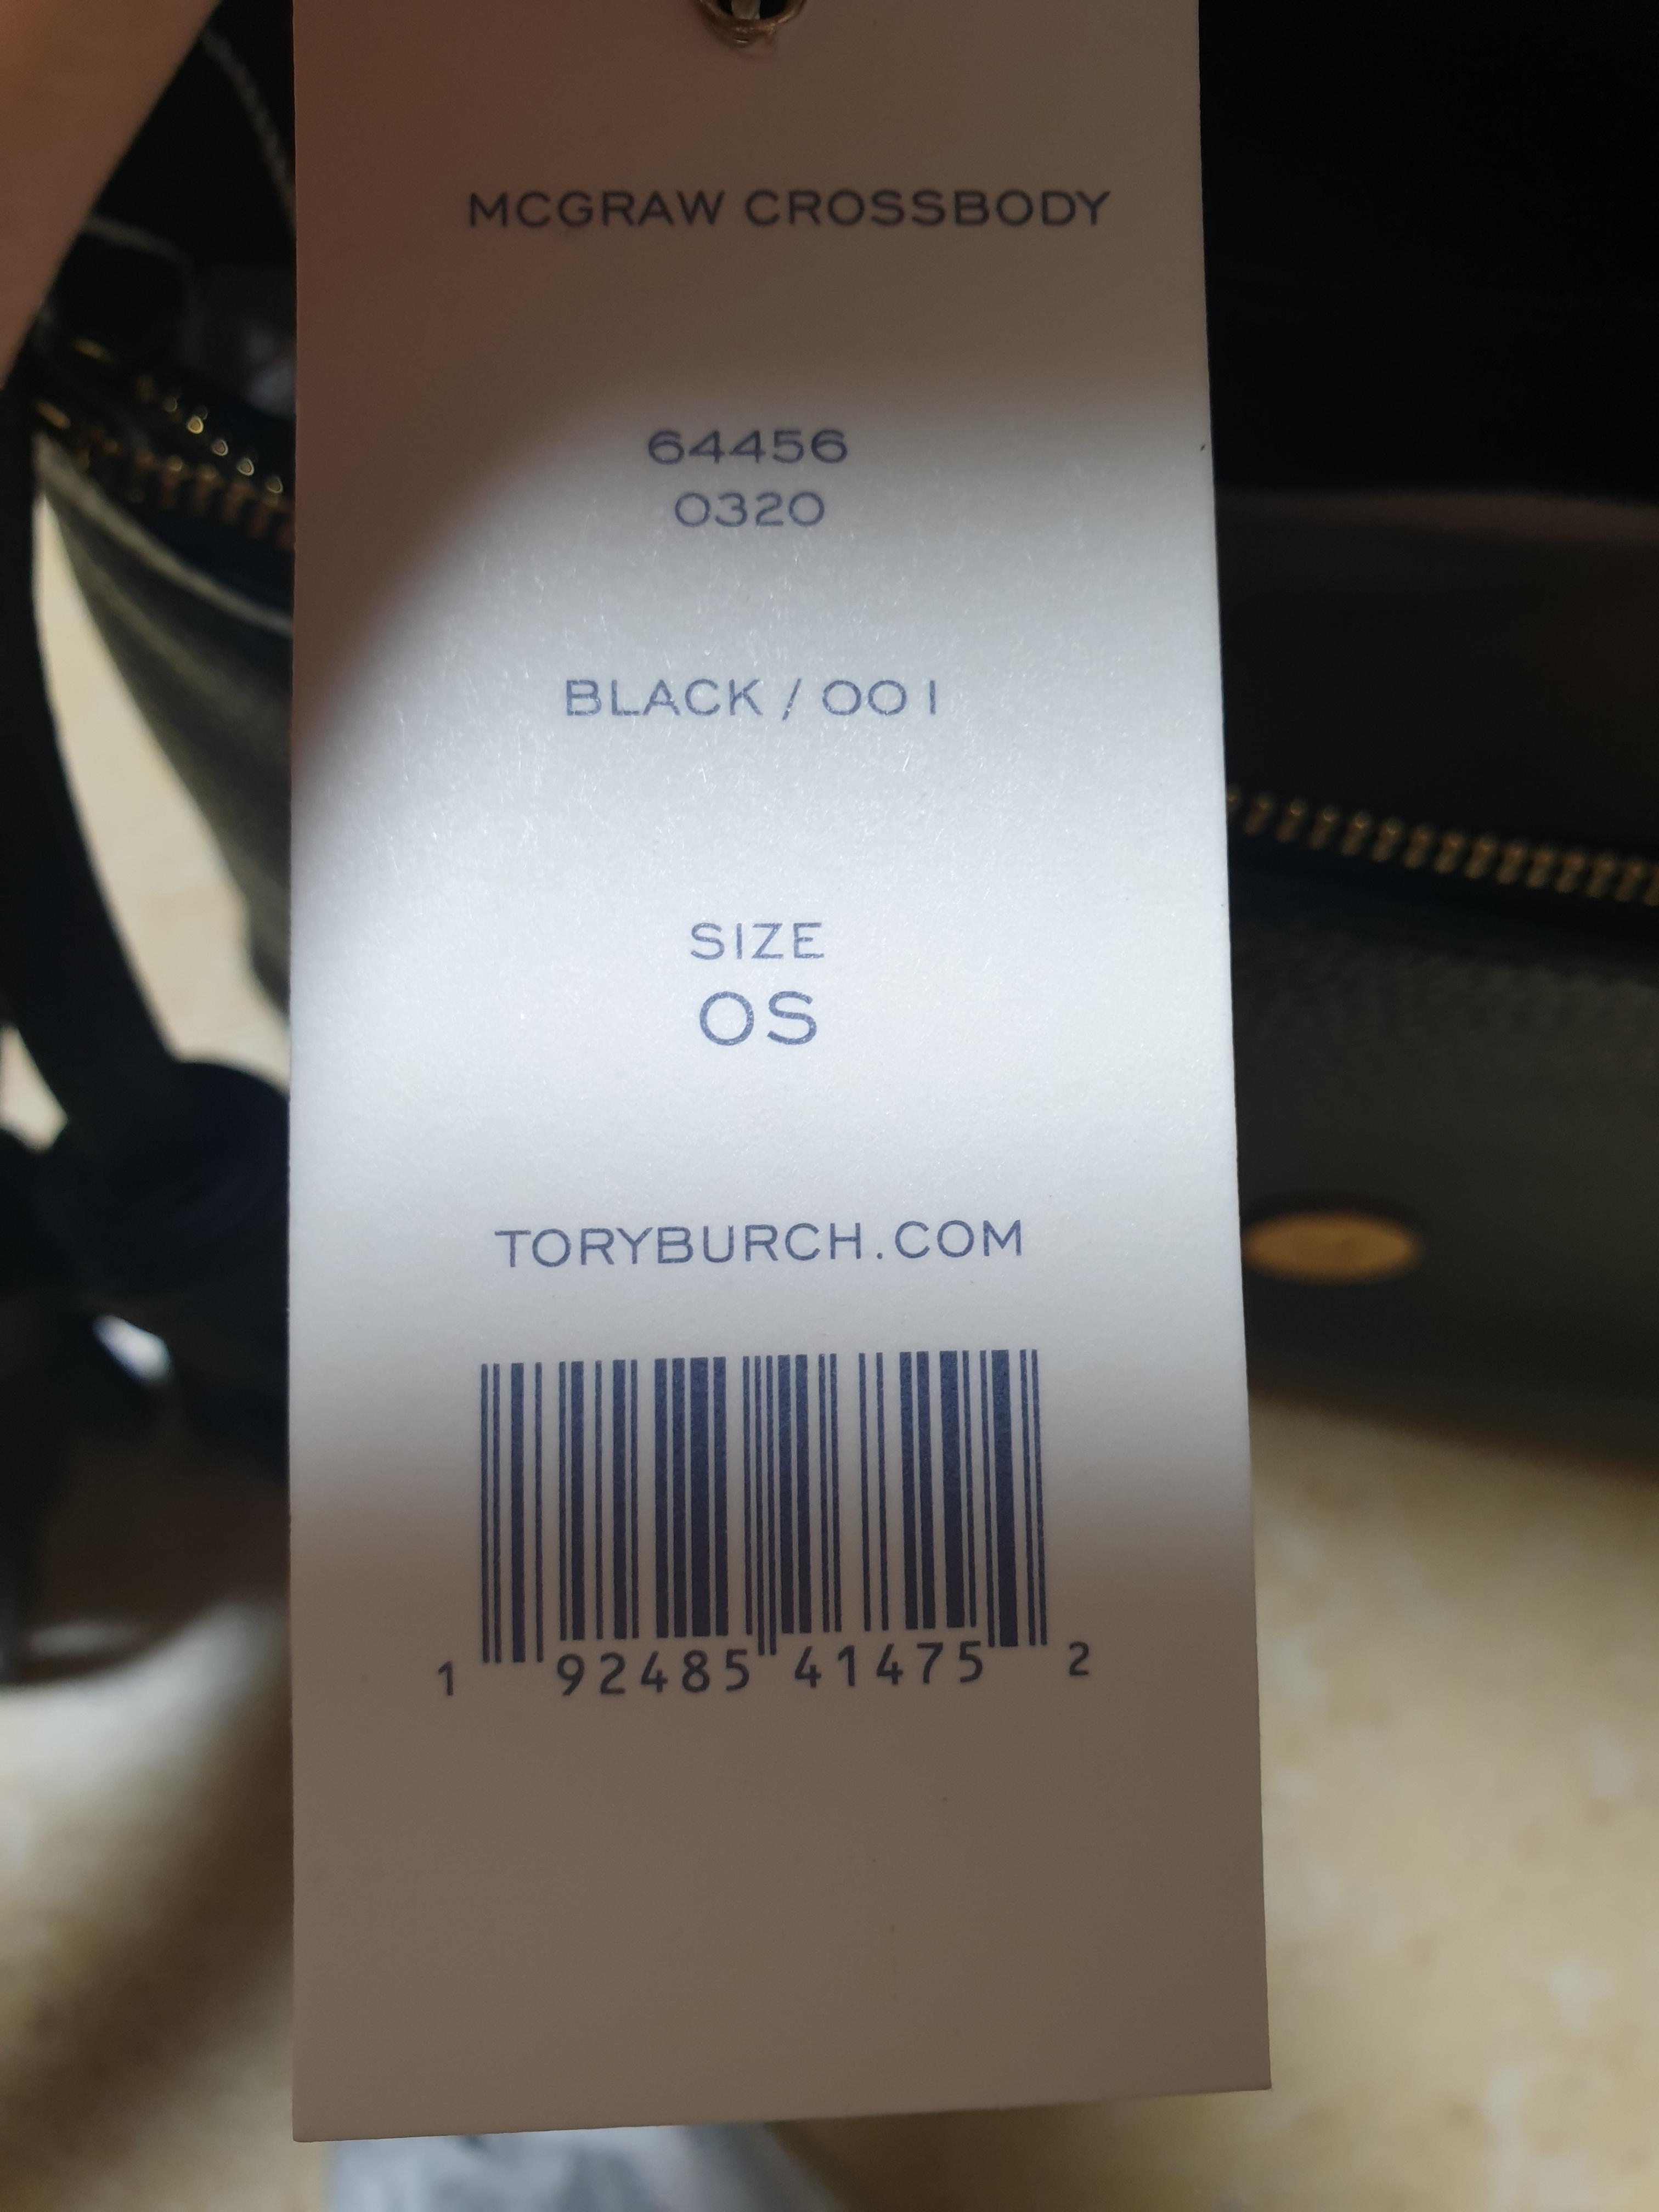 MCGRAW CROSSBODY
64456
0320
BLACK / 001
SIZE
OS
TORYBURCH.COM
1 92485 41475 2